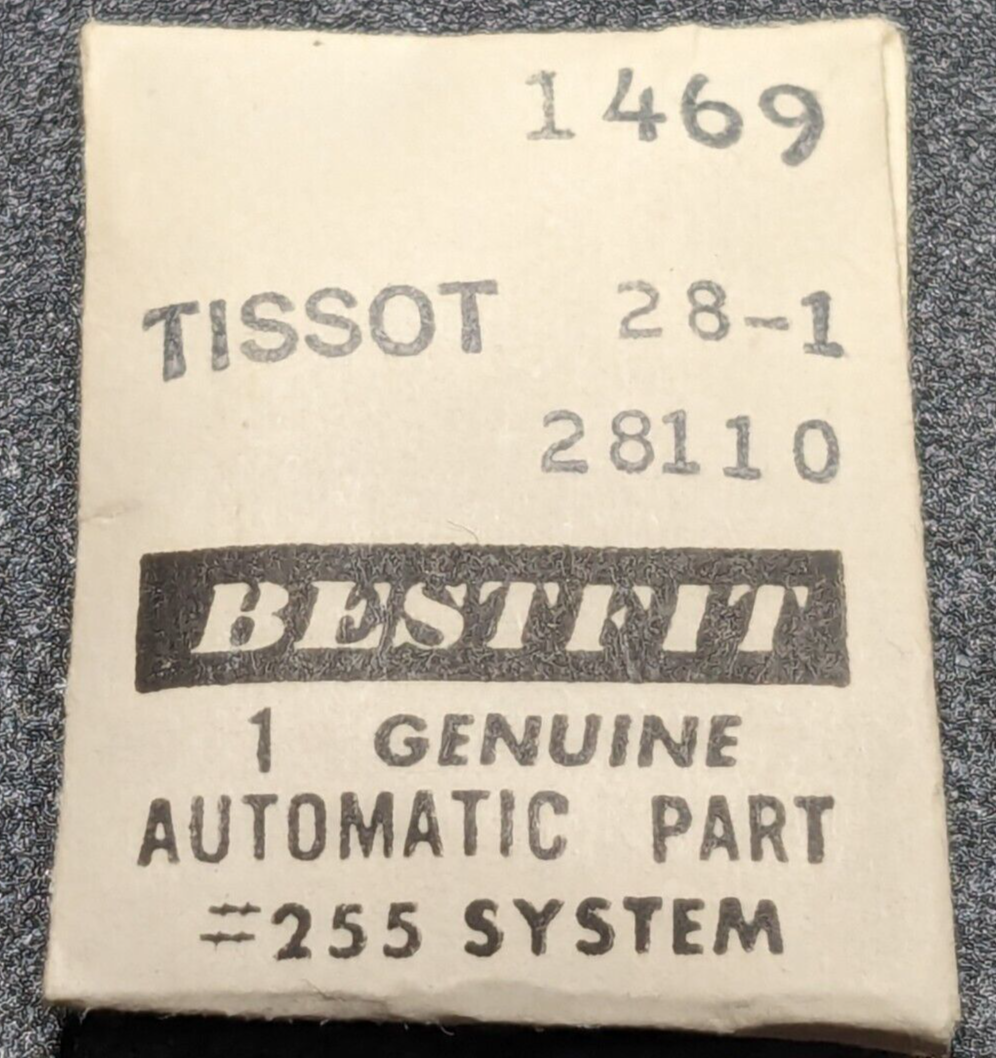 1469
TISSOT 28-1
28110
BESTFIT
1 GENUINE
AUTOMATIC PART
#255 SYSTEM